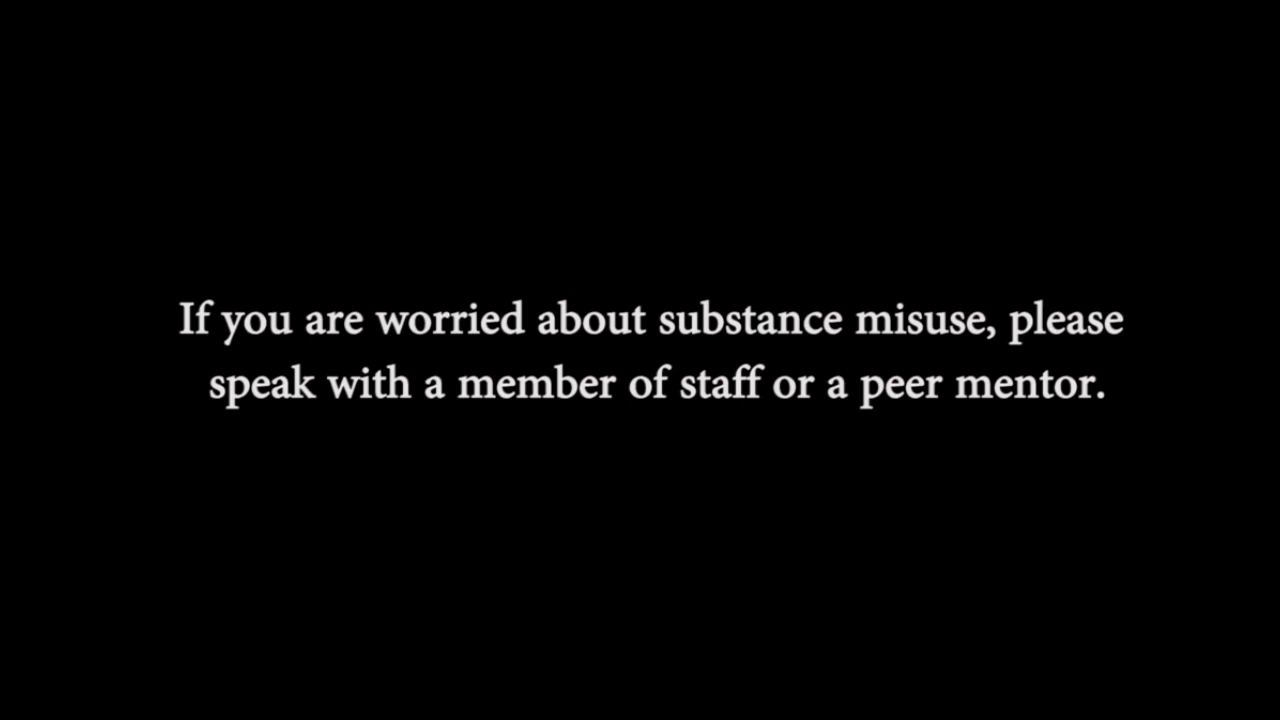 If you are worried about substance misuse, please
speak with a member of staff or a peer mentor.